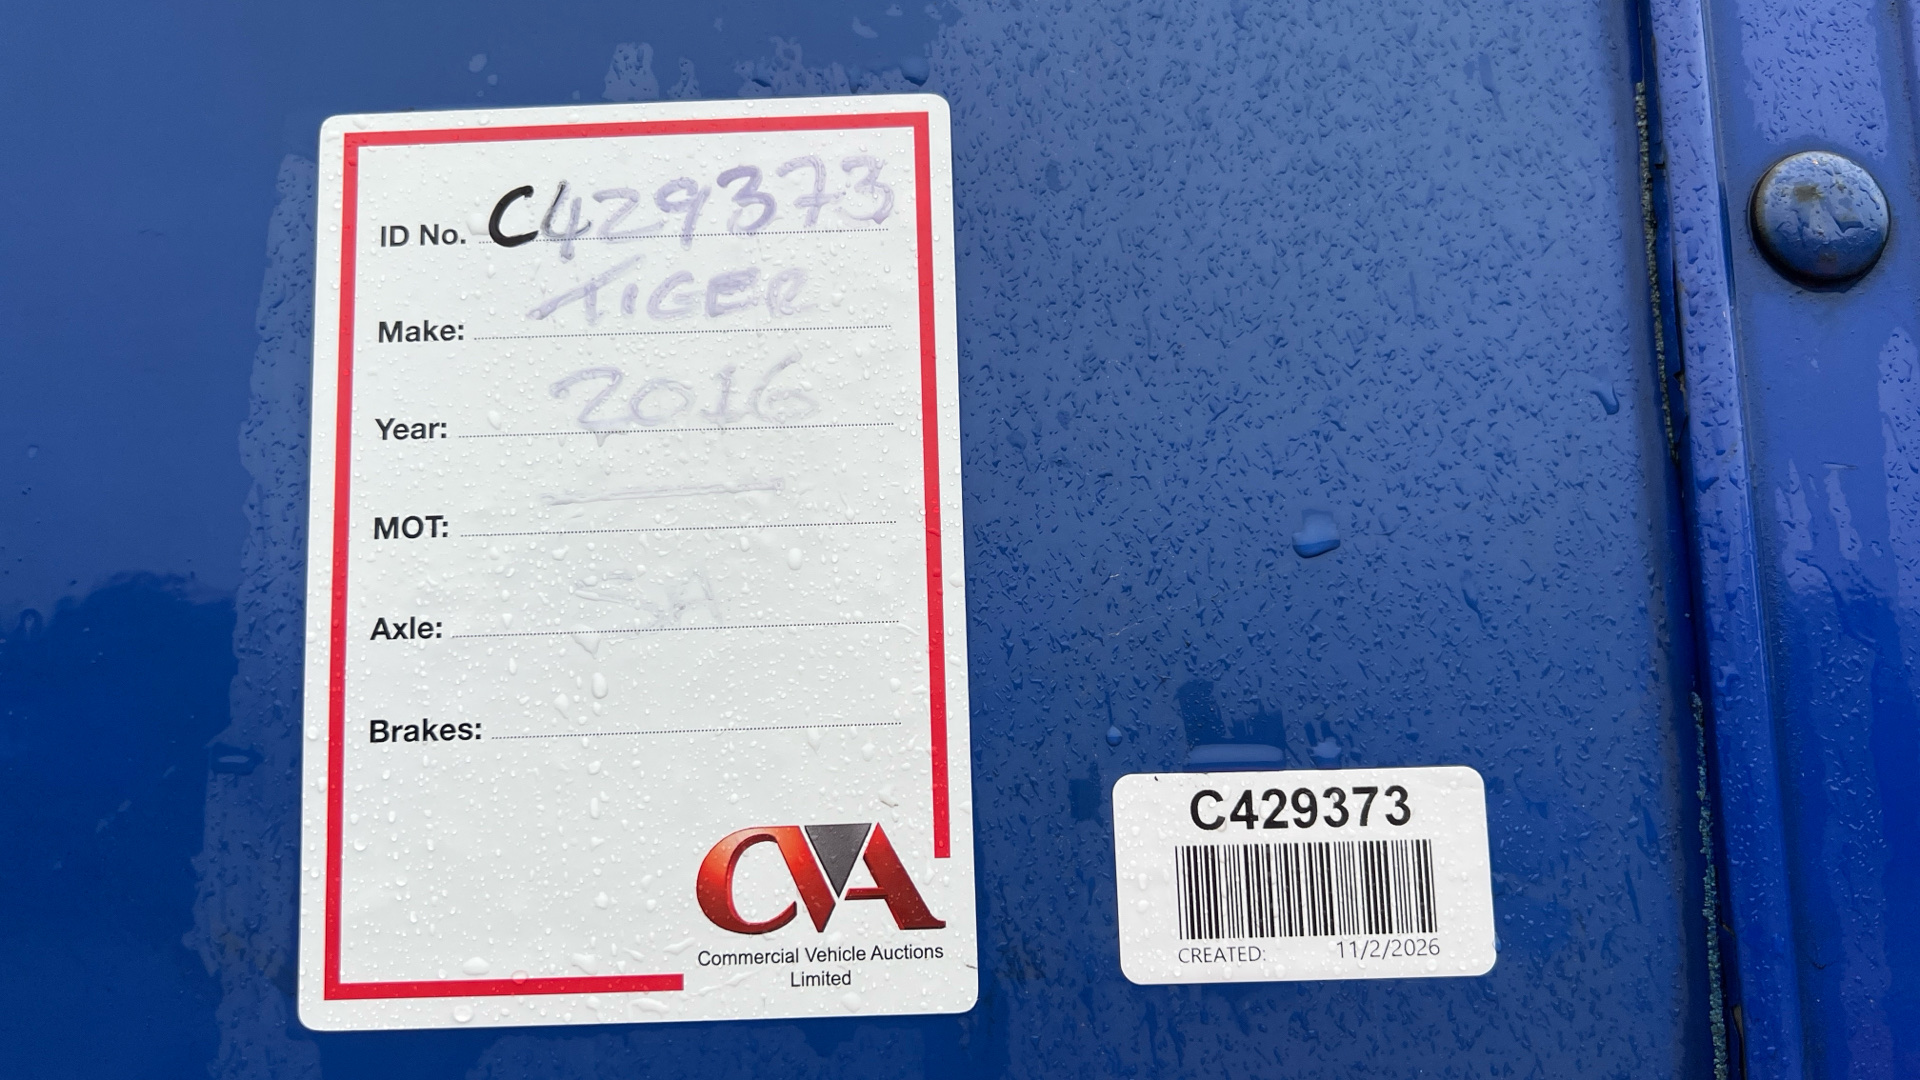 ID No. C429373
Make: TIGER
Year: 2016
MOT: —
Axle:
Brakes:
CVA
Commercial Vehicle Auctions
Limited
C429373
CREATED: 11/2/2026